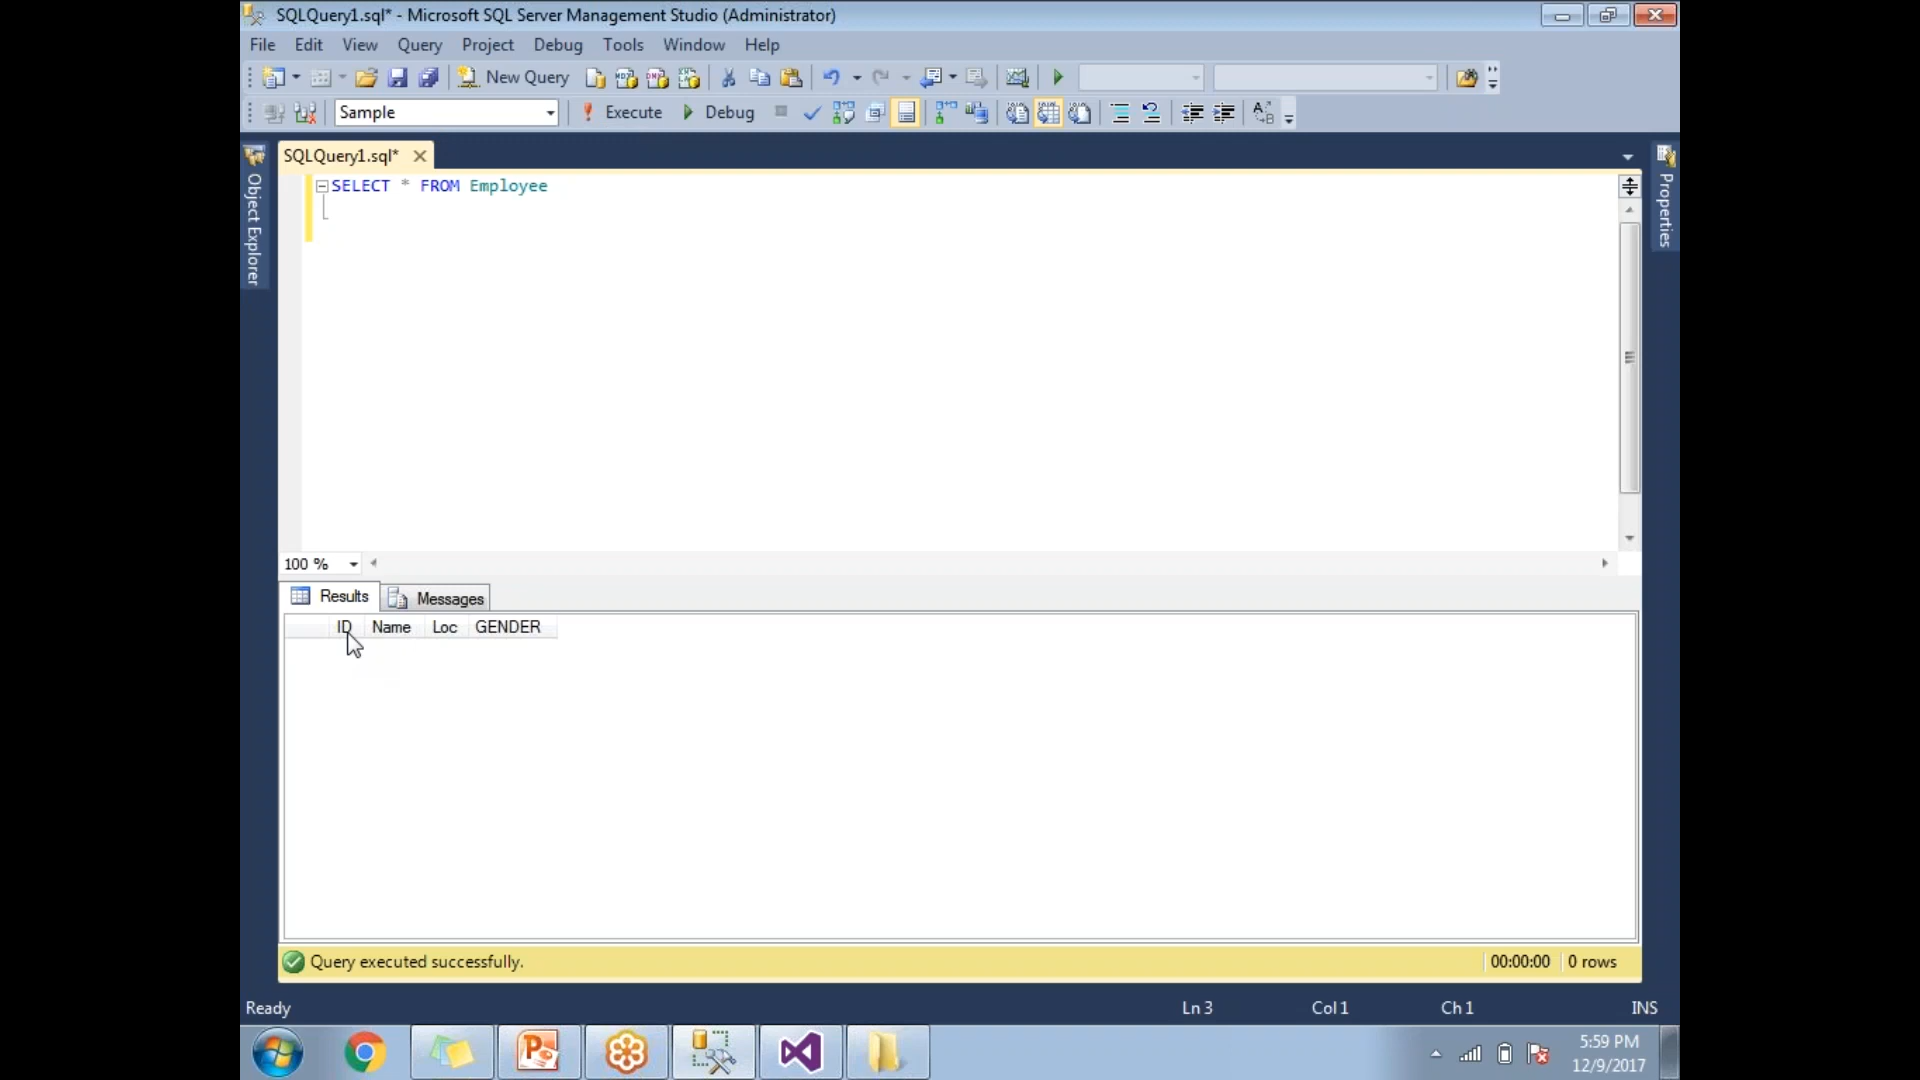 SQLQuery1.sql* - Microsoft SQL Server Management Studio (Administrator)
File Edit View Query Project Debug Tools Window Help
New Query
Sample Execute Debug
SQLQuery1.sql*
Object Explorer
Properties
SELECT * FROM Employee
100 %
Results Messages
ID Name Loc GENDER
Query executed successfully. 00:00:00 0 rows
Ready Ln 3 Col 1 Ch 1 INS
5:59 PM
12/9/2017